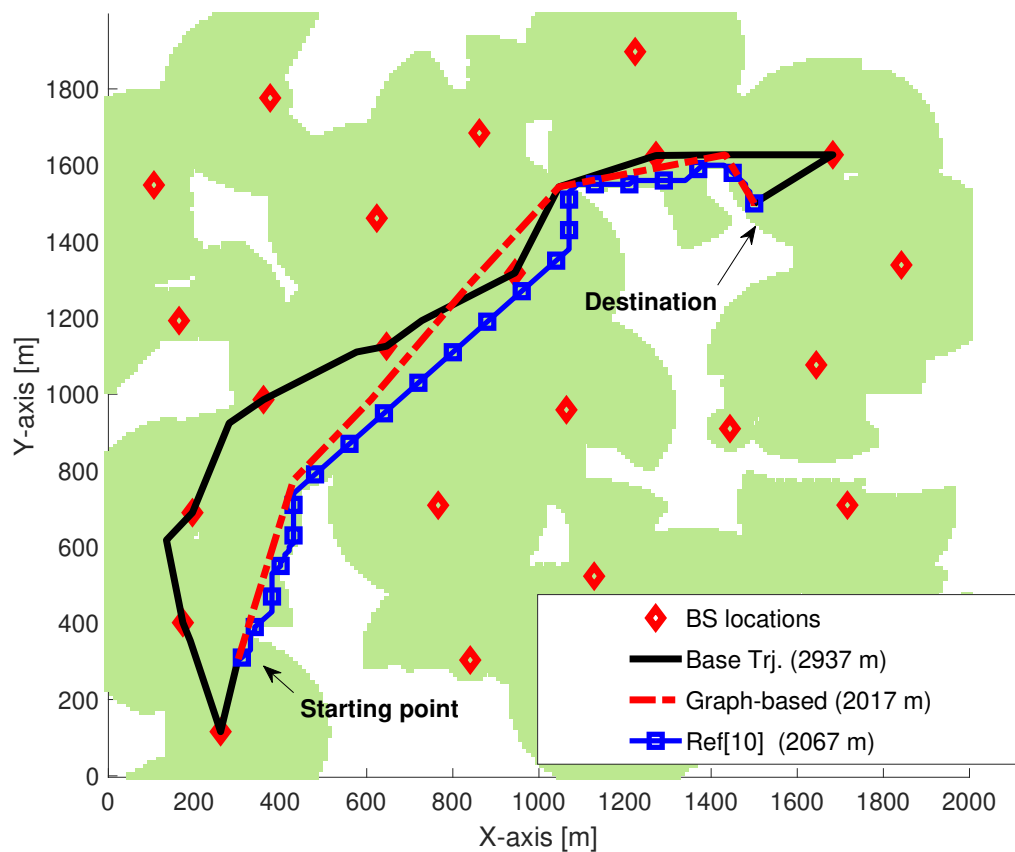 1800
1600
1400
1200
1000
800
600
400
200
0
Y-axis [m]
Destination
Starting point
BS locations
Base Trj. (2937 m)
Graph-based (2017 m)
Ref[10] (2067 m)
0 200 400 600 800 1000 1200 1400 1600 1800 2000
X-axis [m]